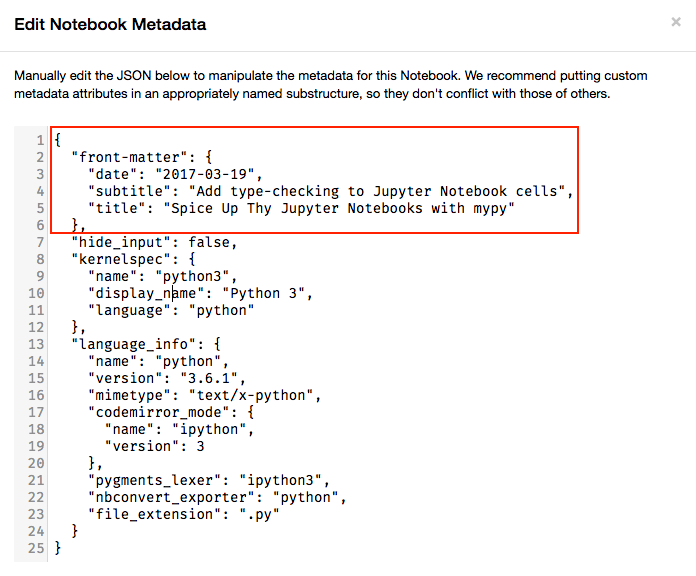 Edit Notebook Metadata ×
Manually edit the JSON below to manipulate the metadata for this Notebook. We recommend putting custom
metadata attributes in an appropriately named substructure, so they don't conflict with those of others.
1 {
2   "front-matter": {
3     "date": "2017-03-19",
4     "subtitle": "Add type-checking to Jupyter Notebook cells",
5     "title": "Spice Up Thy Jupyter Notebooks with mypy"
6   },
7   "hide_input": false,
8   "kernelspec": {
9     "name": "python3",
10     "display_name": "Python 3",
11     "language": "python"
12   },
13   "language_info": {
14     "name": "python",
15     "version": "3.6.1",
16     "mimetype": "text/x-python",
17     "codemirror_mode": {
18       "name": "ipython",
19       "version": 3
20     },
21     "pygments_lexer": "ipython3",
22     "nbconvert_exporter": "python",
23     "file_extension": ".py"
24   }
25 }